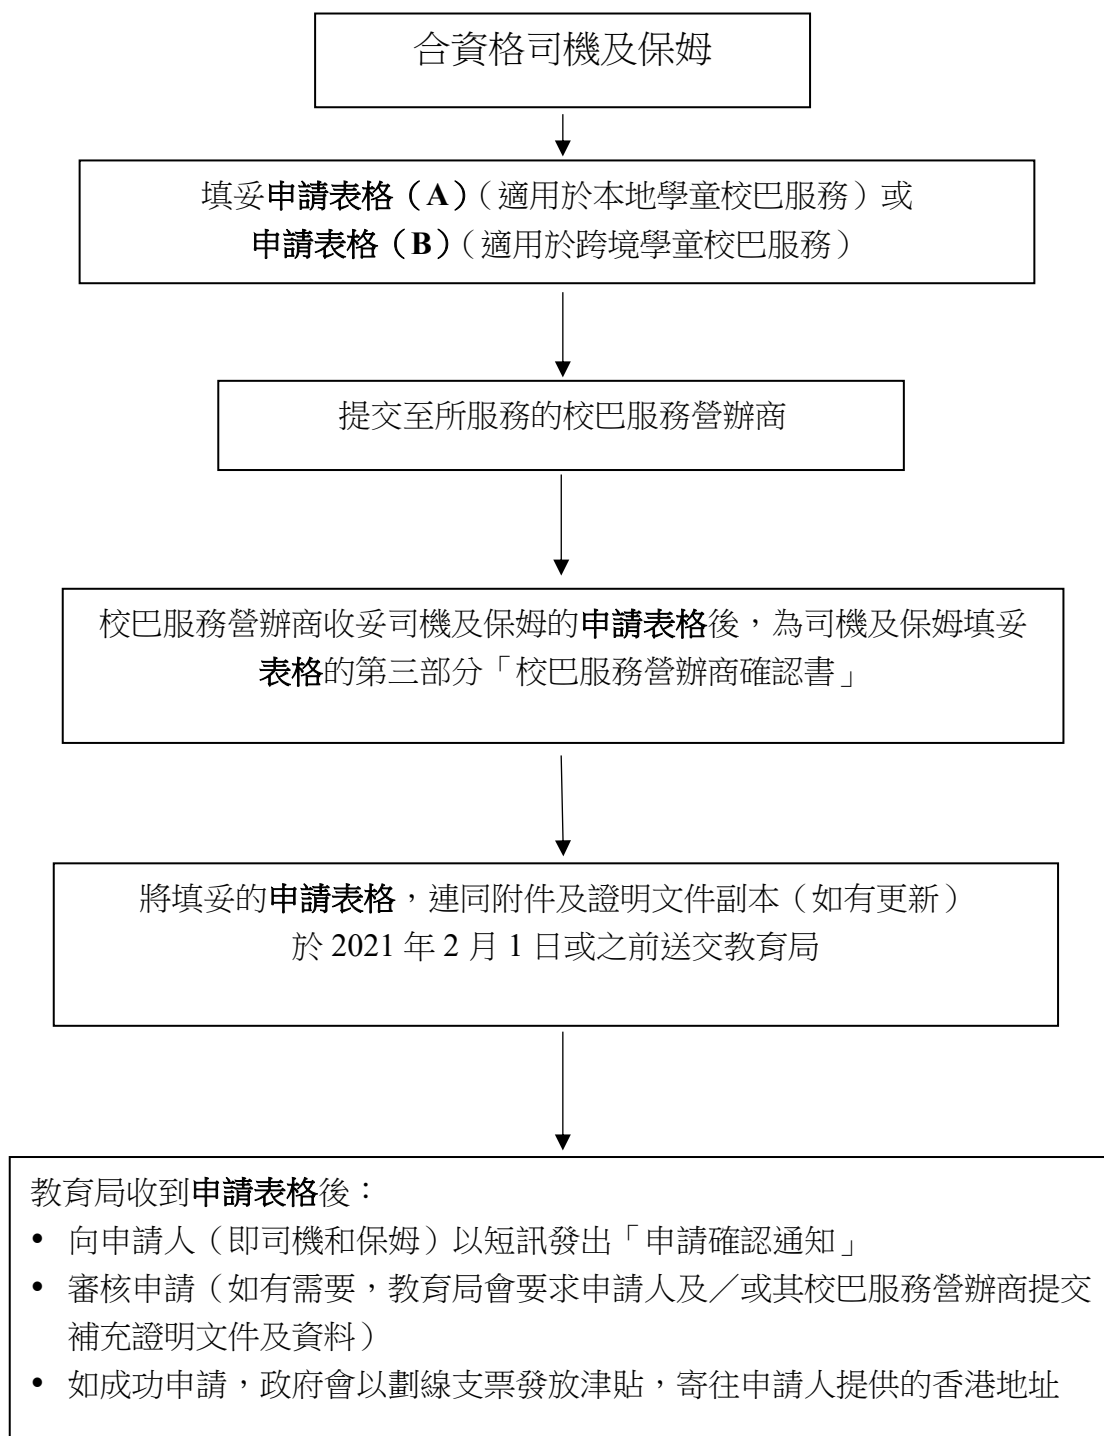 合資格司機及保姆
填妥申請表格（A）（適用於本地學童校巴服務）或
申請表格（B）（適用於跨境學童校巴服務）
提交至所服務的校巴服務營辦商
校巴服務營辦商收妥司機及保姆的申請表格後，為司機及保姆填妥
表格的第三部分「校巴服務營辦商確認書」
將填妥的申請表格，連同附件及證明文件副本（如有更新）
於 2021 年 2 月 1 日或之前送交教育局
教育局收到申請表格後：
• 向申請人（即司機和保姆）以短訊發出「申請確認通知」
• 審核申請（如有需要，教育局會要求申請人及／或其校巴服務營辦商提交
補充證明文件及資料）
• 如成功申請，政府會以劃線支票發放津貼，寄往申請人提供的香港地址